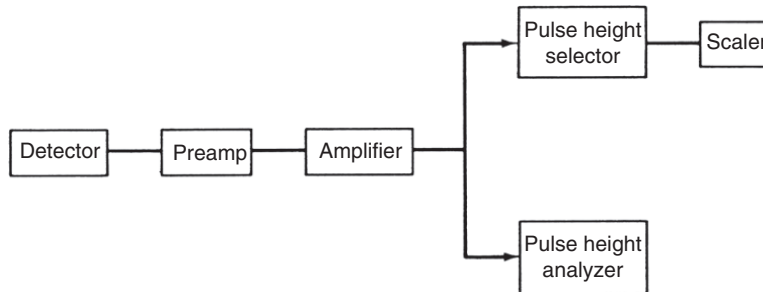 Pulse height
selector
Scaler
Detector
Preamp
Amplifier
Pulse height
analyzer